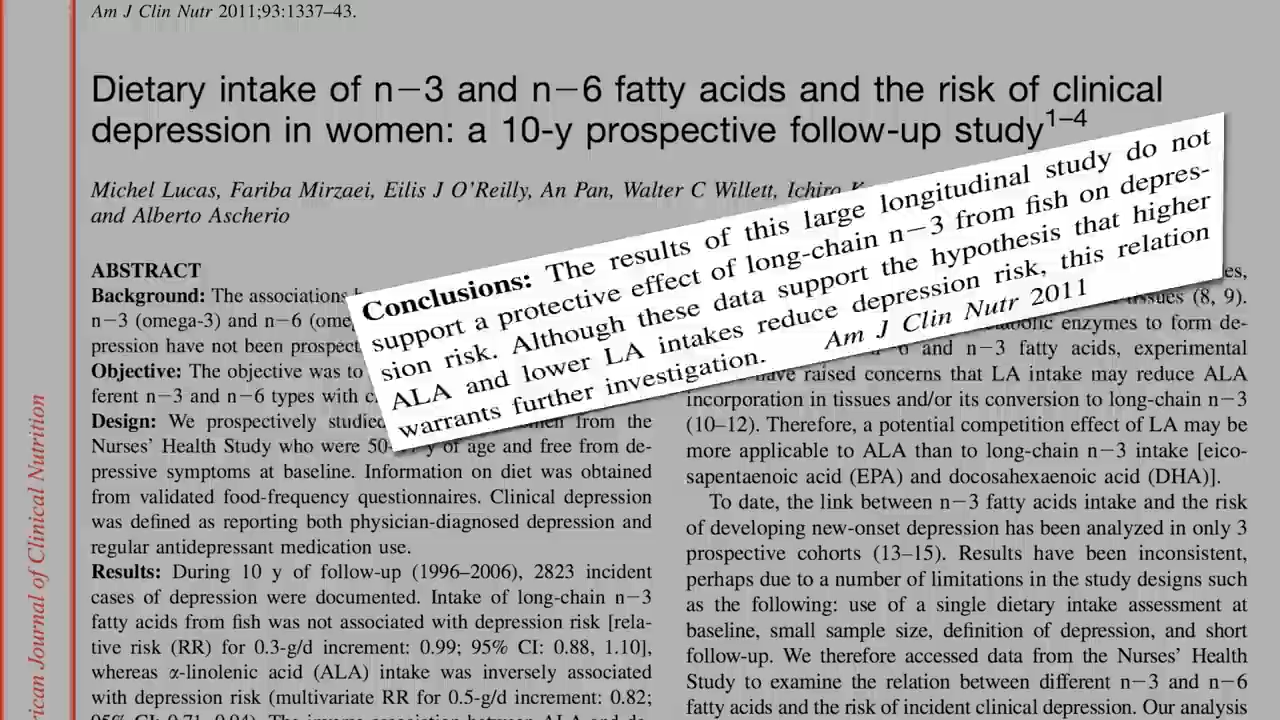 Am J Clin Nutr 2011;93:1337–43.
Dietary intake of n−3 and n−6 fatty acids and the risk of clinical
depression in women: a 10-y prospective follow-up study1–4
Michel Lucas, Fariba Mirzaei, Eilis J O'Reilly, An Pan, Walter C Willett, Ichiro
and Alberto Ascherio
ABSTRACT
Background: The associations
n−3 (omega-3) and n−6
pression have not been
Objective: The objective was to
ferent n−3 and n−6 types with
Design: We prospectively from the
Nurses' Health Study who were of age and free from de-
pressive symptoms at baseline. Information on diet was obtained
from validated food-frequency questionnaires. Clinical depression
was defined as reporting both physician-diagnosed depression and
regular antidepressant medication use.
Results: During 10 y of follow-up (1996–2006), 2823 incident
cases of depression were documented. Intake of long-chain n−3
fatty acids from fish was not associated with depression risk [rela-
tive risk (RR) for 0.3-g/d increment: 0.99; 95% CI: 0.88, 1.10],
whereas α-linolenic acid (ALA) intake was inversely associated
with depression risk (multivariate RR for 0.5-g/d increment: 0.82;
Conclusions: The results of this large longitudinal study do not
support a protective effect of long-chain n−3 from fish on depres-
sion risk. Although these data support the hypothesis that higher
ALA and lower LA intakes reduce depression risk, this relation
warrants further investigation. Am J Clin Nutr 2011
(8, 9).
enzymes to form de-
and n−3 fatty acids, experimental
have raised concerns that LA intake may reduce ALA
incorporation in tissues and/or its conversion to long-chain n−3
(10–12). Therefore, a potential competition effect of LA may be
more applicable to ALA than to long-chain n−3 intake [eico-
sapentaenoic acid (EPA) and docosahexaenoic acid (DHA)].
To date, the link between n−3 fatty acids intake and the risk
of developing new-onset depression has been analyzed in only 3
prospective cohorts (13–15). Results have been inconsistent,
perhaps due to a number of limitations in the study designs such
as the following: use of a single dietary intake assessment at
baseline, small sample size, definition of depression, and short
follow-up. We therefore accessed data from the Nurses' Health
Study to examine the relation between different n−3 and n−6
fatty acids and the risk of incident clinical depression. Our analysis
Journal of Clinical Nutrition